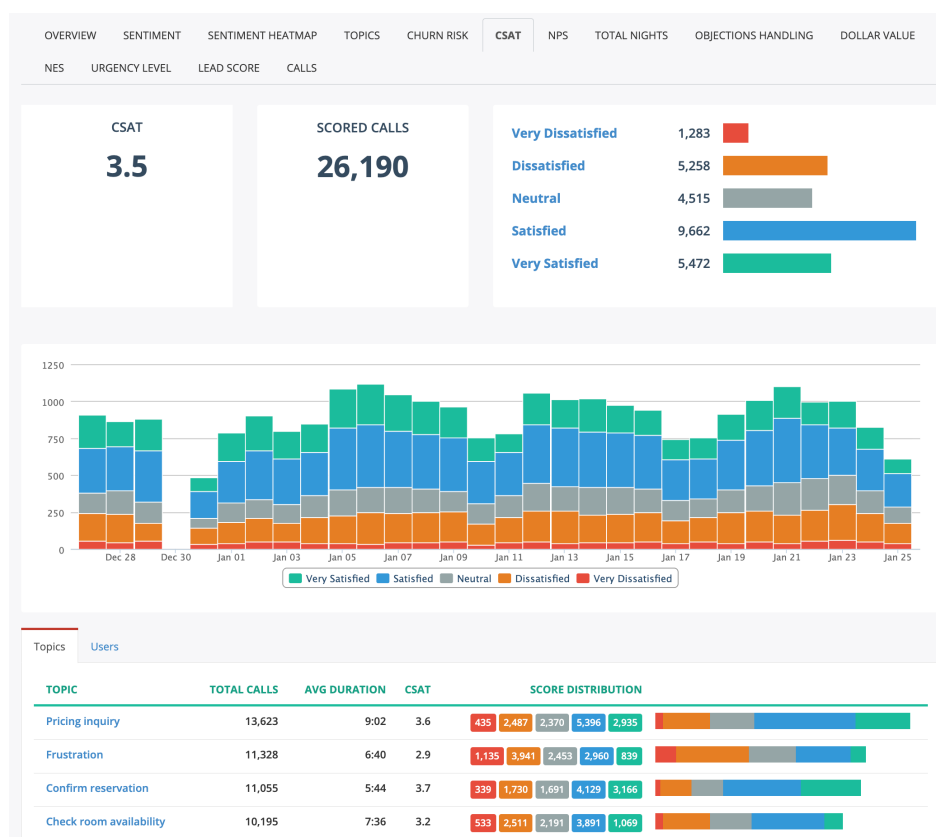 OVERVIEW SENTIMENT SENTIMENT HEATMAP TOPICS CHURN RISK CSAT NPS TOTAL NIGHTS OBJECTIONS HANDLING DOLLAR VALUE
NES URGENCY LEVEL LEAD SCORE CALLS
CSAT
3.5
SCORED CALLS
26,190
Very Dissatisfied 1,283
Dissatisfied 5,258
Neutral 4,515
Satisfied 9,662
Very Satisfied 5,472
1250
1000
750
500
250
0
Dec 28 Dec 30 Jan 01 Jan 03 Jan 05 Jan 07 Jan 09 Jan 11 Jan 13 Jan 15 Jan 17 Jan 19 Jan 21 Jan 23 Jan 25
Very Satisfied Satisfied Neutral Dissatisfied Very Dissatisfied
Topics Users
TOPIC TOTAL CALLS AVG DURATION CSAT SCORE DISTRIBUTION
Pricing inquiry 13,623 9:02 3.6 435 2,487 2,370 5,396 2,935
Frustration 11,328 6:40 2.9 1,135 3,941 2,453 2,960 839
Confirm reservation 11,055 5:44 3.7 339 1,730 1,691 4,129 3,166
Check room availability 10,195 7:36 3.2 533 2,511 2,191 3,891 1,069